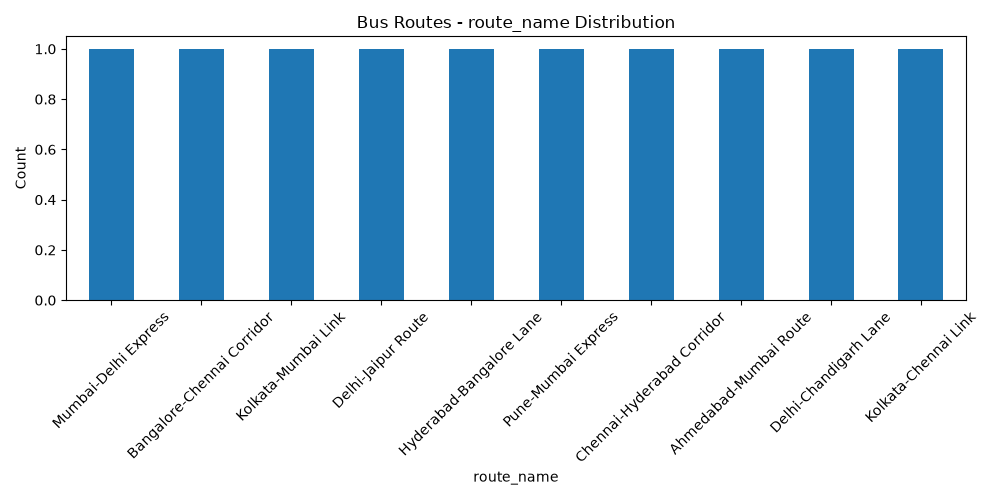 Bus Routes - route_name Distribution
Count
1.0
0.8
0.6
0.4
0.2
0.0
Mumbai-Delhi Express
Bangalore-Chennai Corridor
Kolkata-Mumbai Link
Delhi-Jaipur Route
Hyderabad-Bangalore Lane
Pune-Mumbai Express
Chennai-Hyderabad Corridor
Ahmedabad-Mumbai Route
Delhi-Chandigarh Lane
Kolkata-Chennai Link
route_name